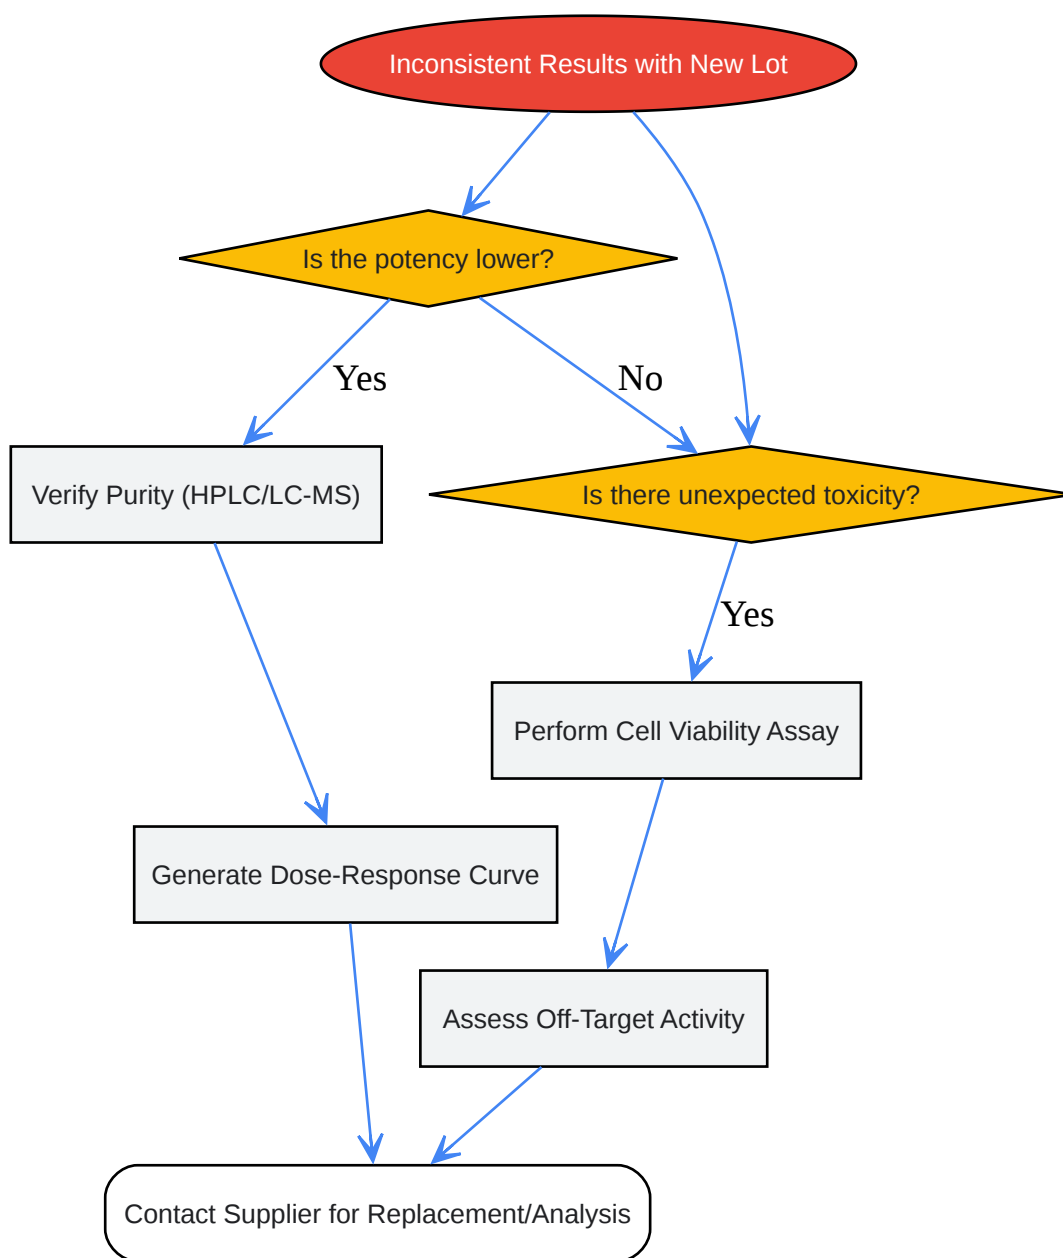 Inconsistent Results with New Lot
Is the potency lower?
Yes
No
Verify Purity (HPLC/LC-MS)
Is there unexpected toxicity?
Yes
Perform Cell Viability Assay
Generate Dose-Response Curve
Assess Off-Target Activity
Contact Supplier for Replacement/Analysis